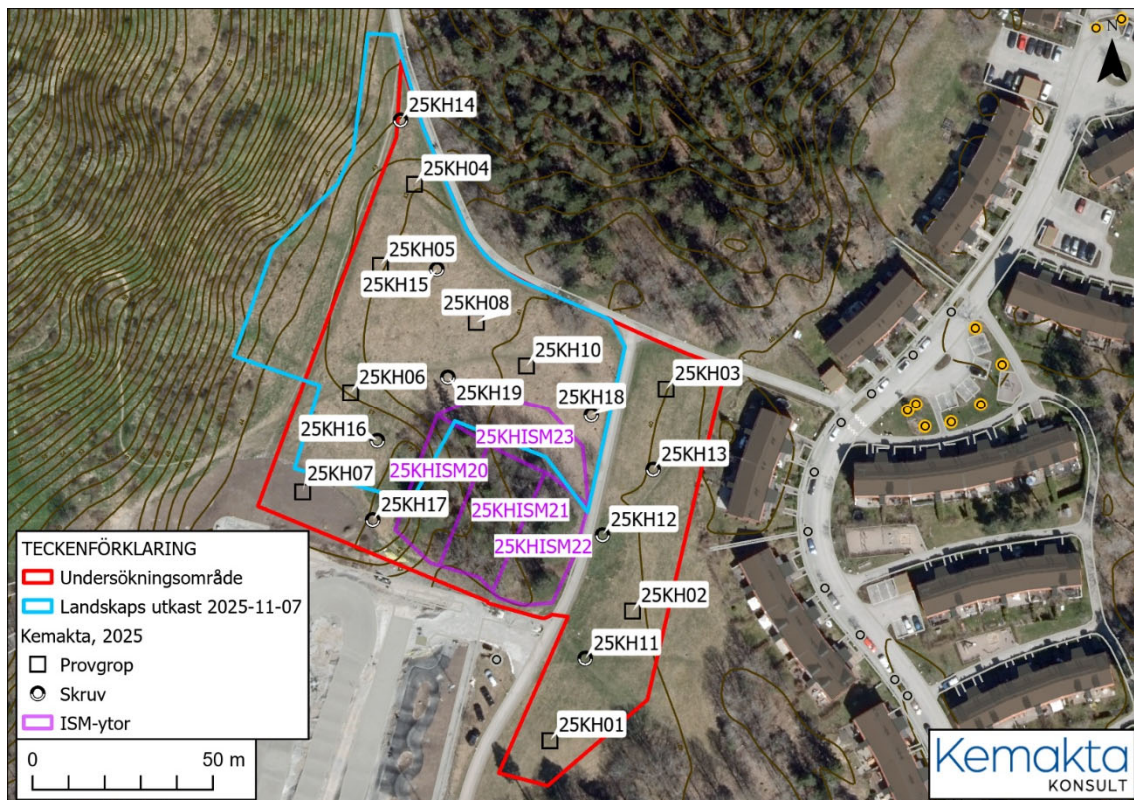 N
25KH14
25KH04
25KH05
25KH15
25KH08
25KH10
25KH03
25KH06
25KH19
25KH18
25KH16
25KHISM23
25KH13
25KHISM20
25KH07
25KH17
25KHISM21
25KH12
25KHISM22
25KH02
25KH11
25KH01
TECKENFÖRKLARING
Undersökningsområde
Landskaps utkast 2025-11-07
Kemakta, 2025
Provgrop
Skruv
ISM-ytor
0 50 m
Kemakta
KONSULT